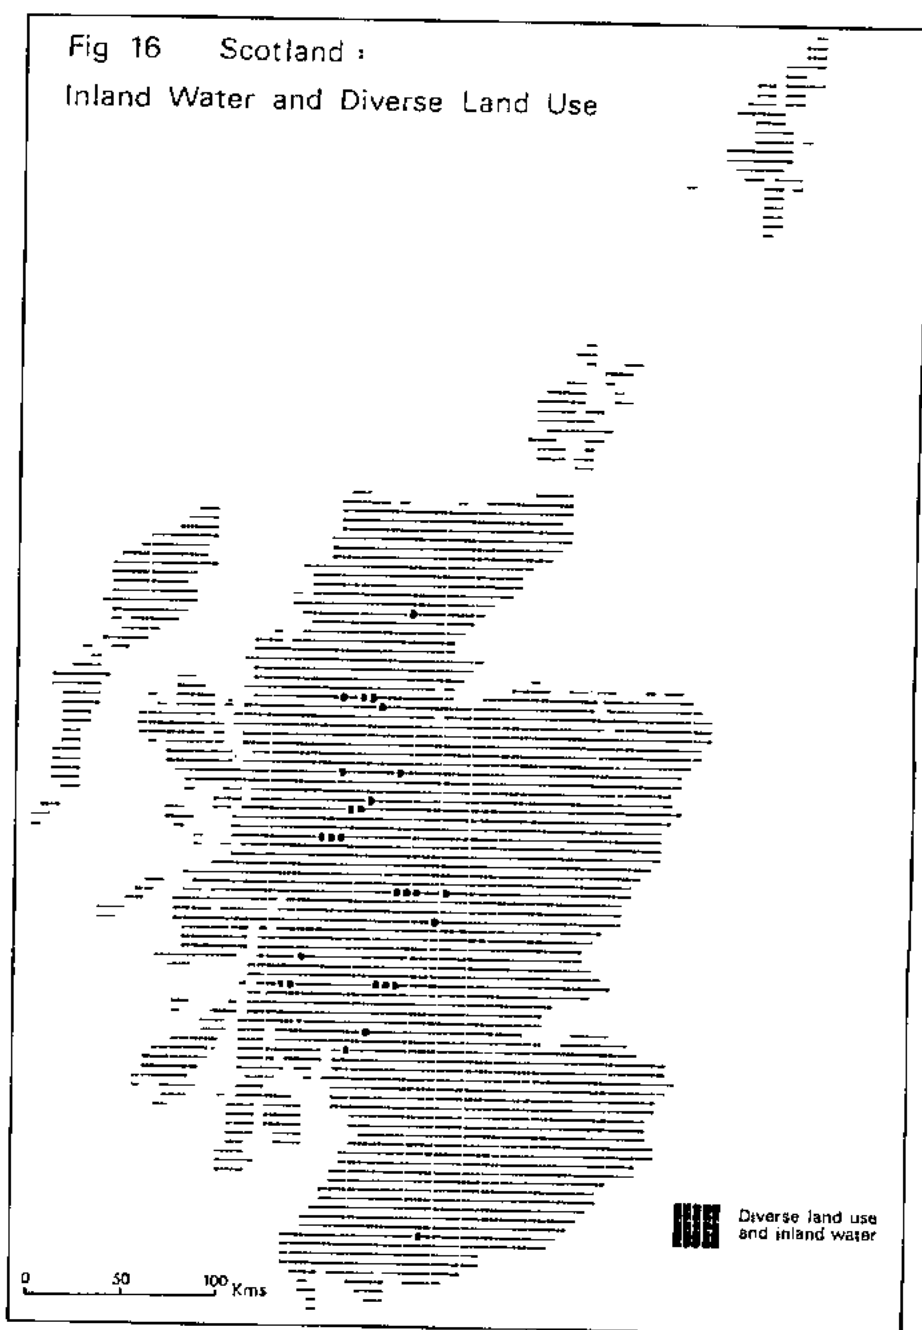 Fig 16 Scotland :
Inland Water and Diverse Land Use
Diverse land use
and inland water
0 50 100 Kms